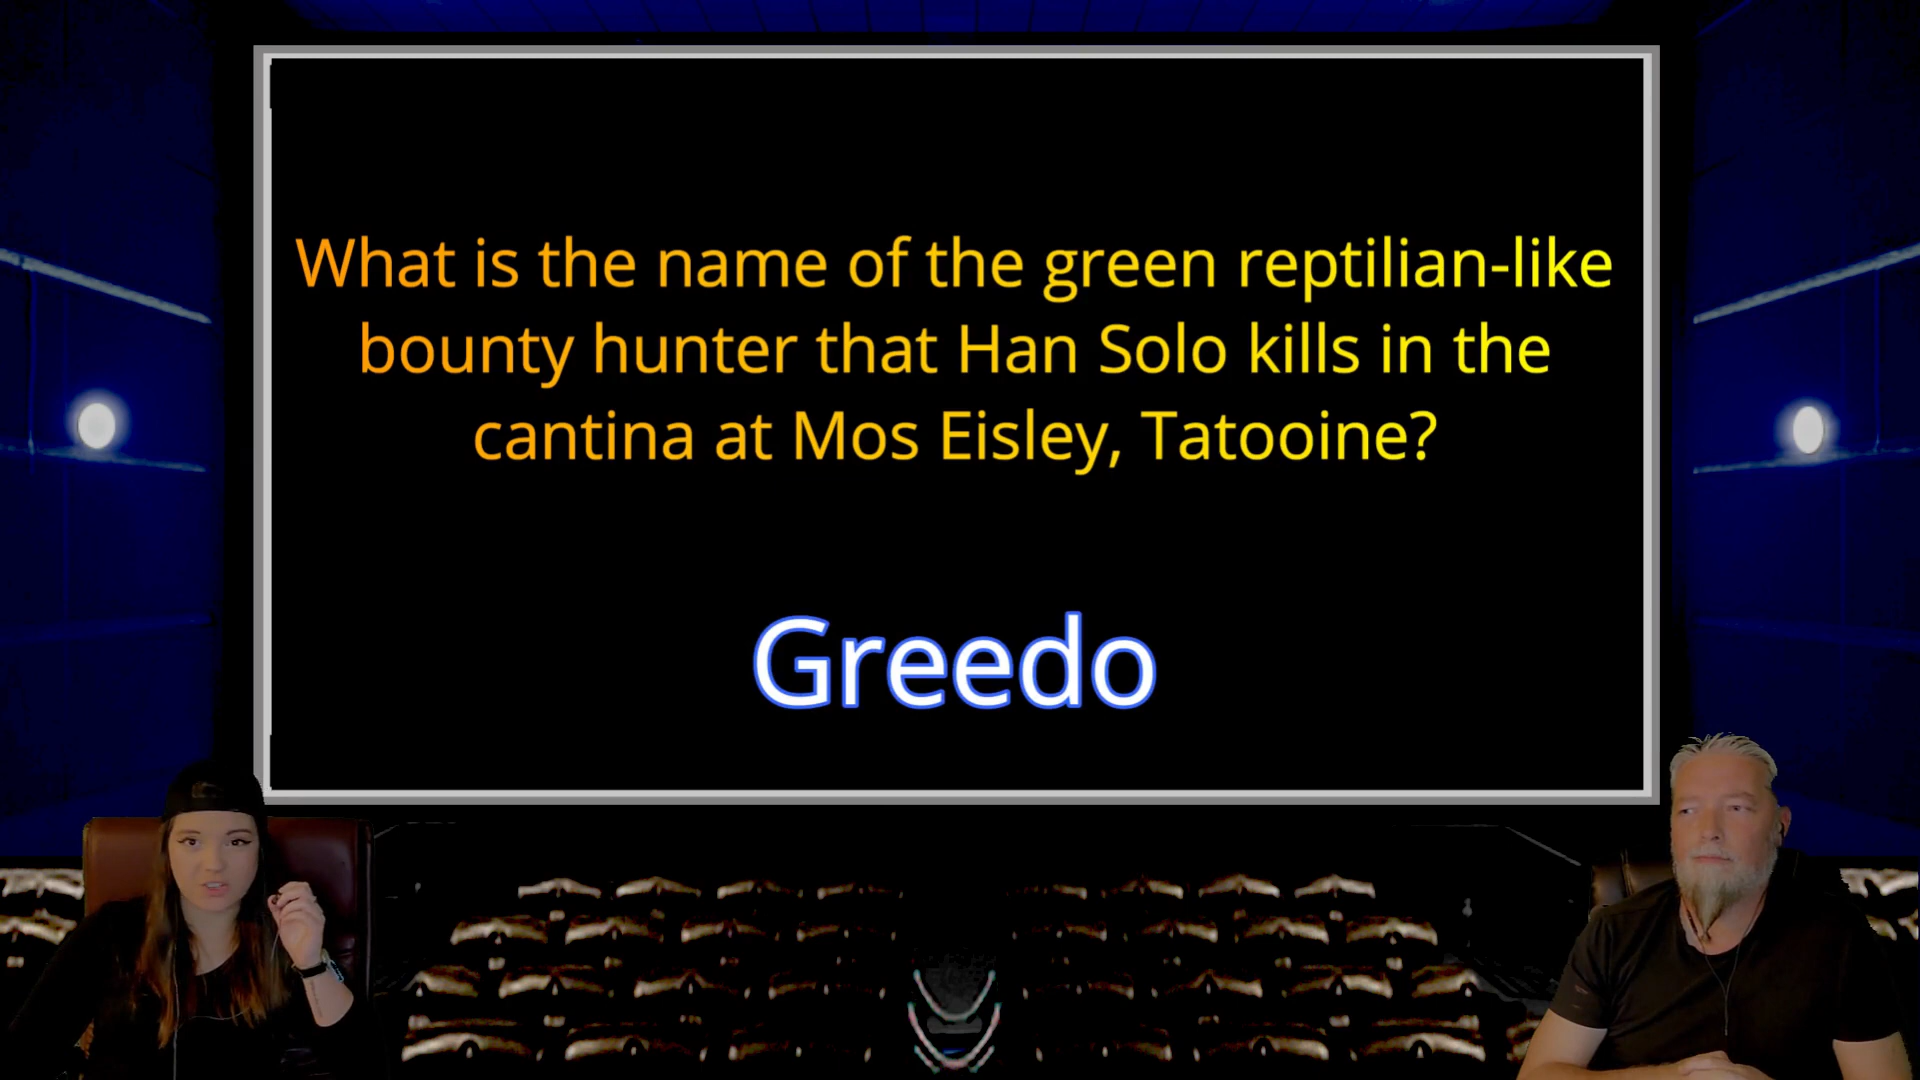 What is the name of the green reptilian-like
bounty hunter that Han Solo kills in the
cantina at Mos Eisley, Tatooine?
Greedo